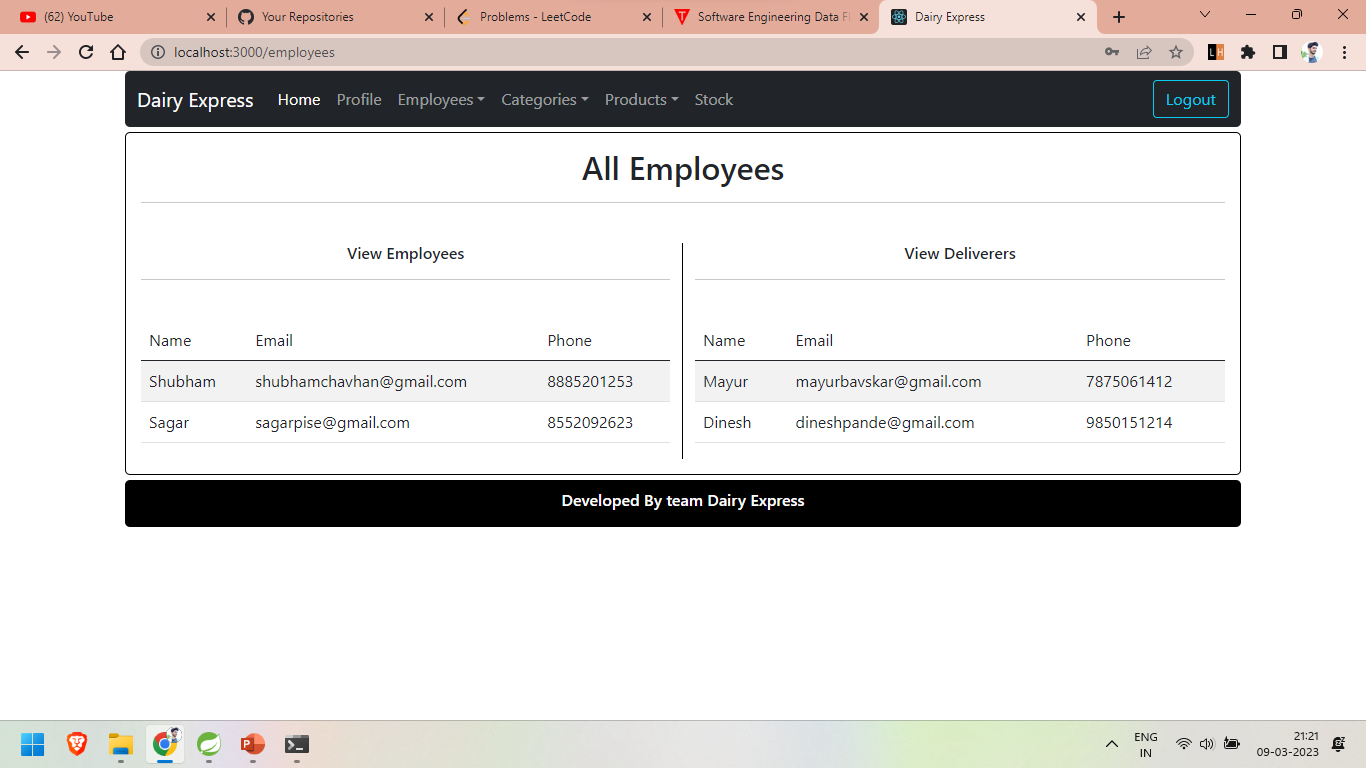 (62) YouTube
Your Repositories
Problems - LeetCode
Software Engineering Data Fl
Dairy Express
localhost:3000/employees
Dairy Express Home Profile Employees Categories Products Stock Logout
All Employees
View Employees
Name Email Phone
Shubham shubhamchavhan@gmail.com 8885201253
Sagar sagarpise@gmail.com 8552092623
View Deliverers
Name Email Phone
Mayur mayurbavskar@gmail.com 7875061412
Dinesh dineshpande@gmail.com 9850151214
Developed By team Dairy Express
ENG
IN
21:21
09-03-2023